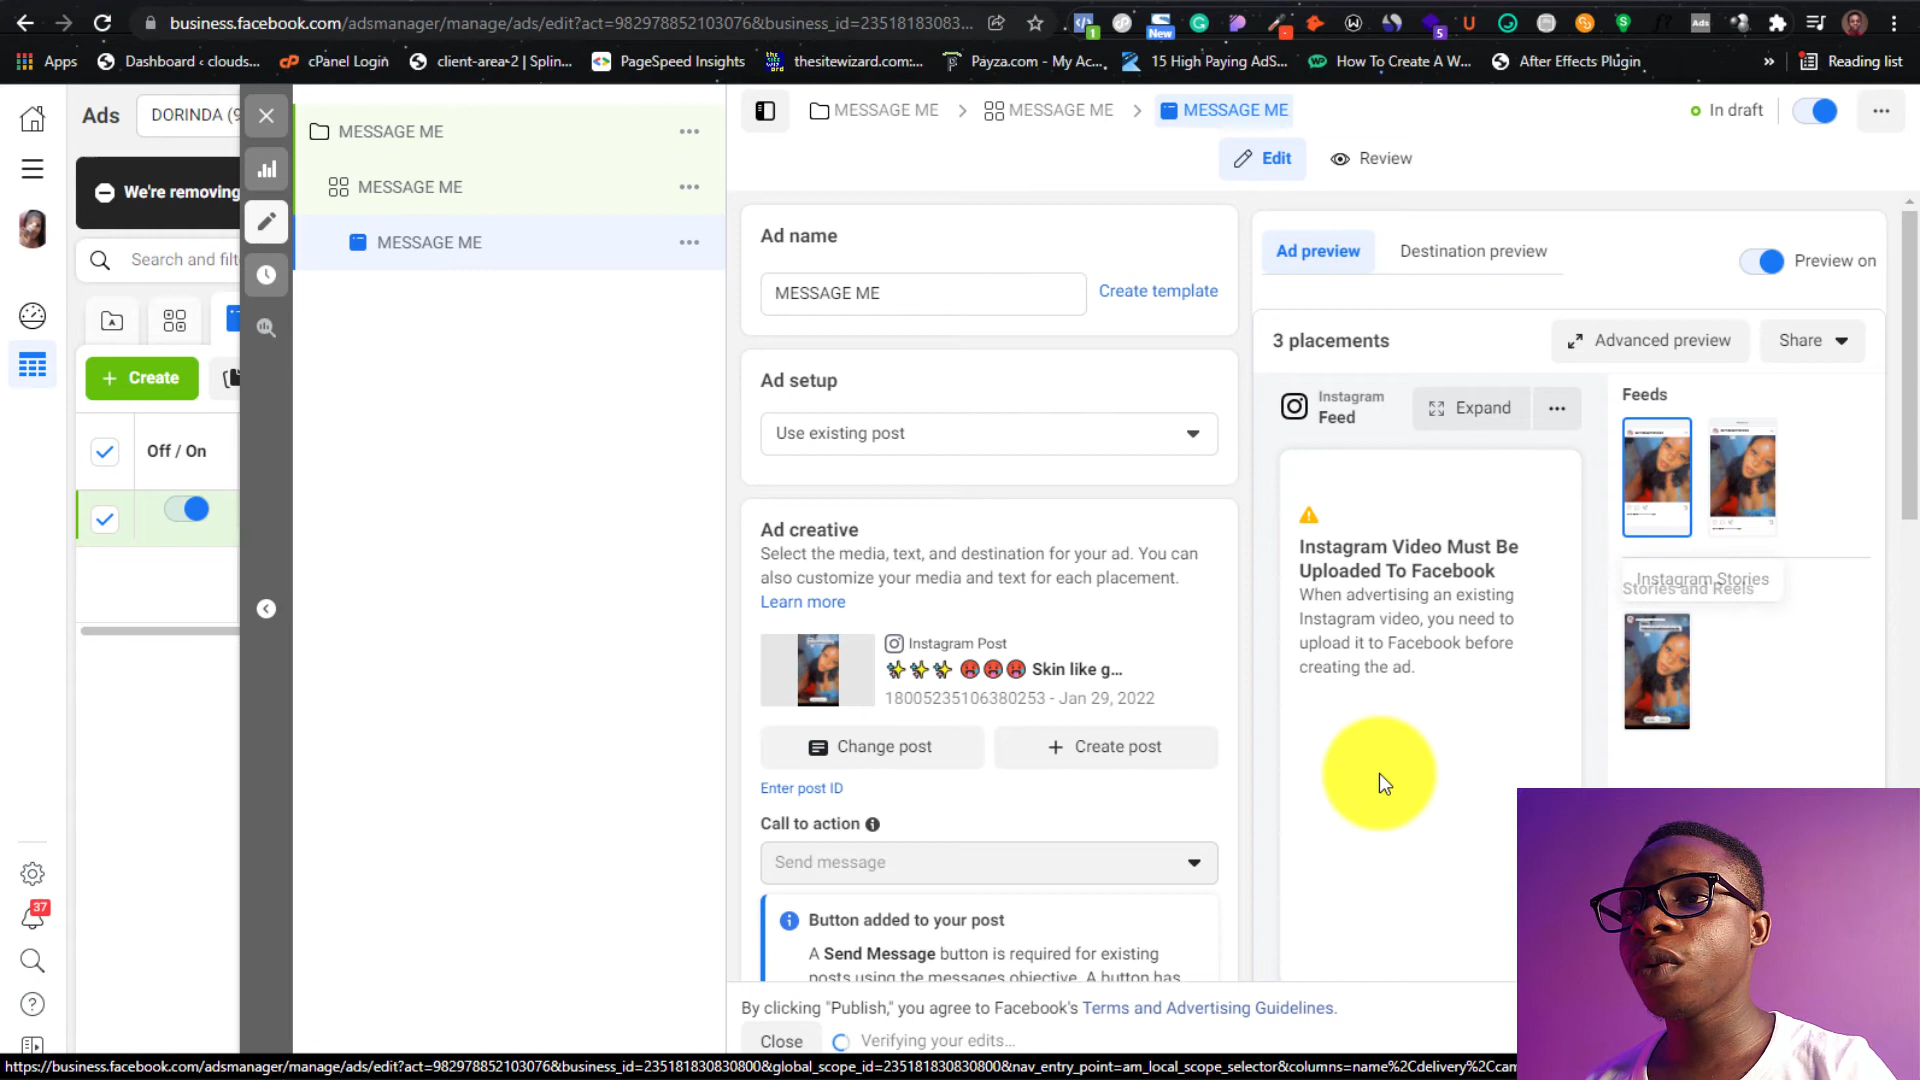 business.facebook.com/adsmanager/manage/ads/edit?act=982978852103076&business_id=23518183083...
New
1
5
Ads
Apps
Dashboard ‹ clouds...
cPanel Login
client-area-2 | Splin...
PageSpeed Insights
thesitewizard.com:...
Payza.com - My Ac...
15 High Paying AdS...
How To Create A W...
After Effects Plugin
»
Reading list
Ads
DORINDA (9
We're removing
Search and filt
+ Create
Off / On
37
MESSAGE ME
MESSAGE ME
MESSAGE ME
MESSAGE ME > MESSAGE ME > MESSAGE ME
In draft
Edit
Review
Ad name
MESSAGE ME
Create template
Ad setup
Use existing post
Ad creative
Select the media, text, and destination for your ad. You can
also customize your media and text for each placement.
Learn more
Instagram Post
✨✨✨ 🥵🥵🥵 Skin like g...
18005235106380253 - Jan 29, 2022
Change post
+ Create post
Enter post ID
Call to action
Send message
Button added to your post
A Send Message button is required for existing
posts using the messages objective. A button has
By clicking "Publish," you agree to Facebook's Terms and Advertising Guidelines.
Close
Verifying your edits...
Ad preview
Destination preview
Preview on
3 placements
Advanced preview
Share
Instagram
Feed
Expand
Instagram Video Must Be
Uploaded To Facebook
When advertising an existing
Instagram video, you need to
upload it to Facebook before
creating the ad.
Feeds
Instagram Stories
Stories and Reels
https://business.facebook.com/adsmanager/manage/ads/edit?act=982978852103076&business_id=2351818308308​00&global_scope_id=2351818308308​00&nav_entry_point=am_local_scope_selector&columns=name%2Cdelivery%2Ccam